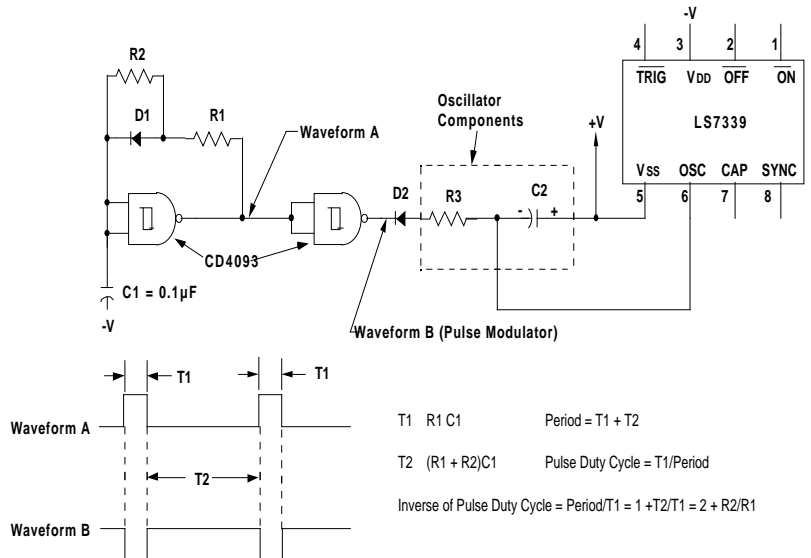 -V
4 3 2 1
TRIG VDD OFF ON
LS7339
VSS OSC CAP SYNC
5 6 7 8
R2
D1
R1
Waveform A
Oscillator
Components
+V
D2
R3
C2
- +
CD4093
C1 = 0.1µF
-V
Waveform B (Pulse Modulator)
T1 T1
Waveform A
T2
Waveform B
T1 R1 C1 Period = T1 + T2
T2 (R1 + R2)C1 Pulse Duty Cycle = T1/Period
Inverse of Pulse Duty Cycle = Period/T1 = 1 +T2/T1 = 2 + R2/R1